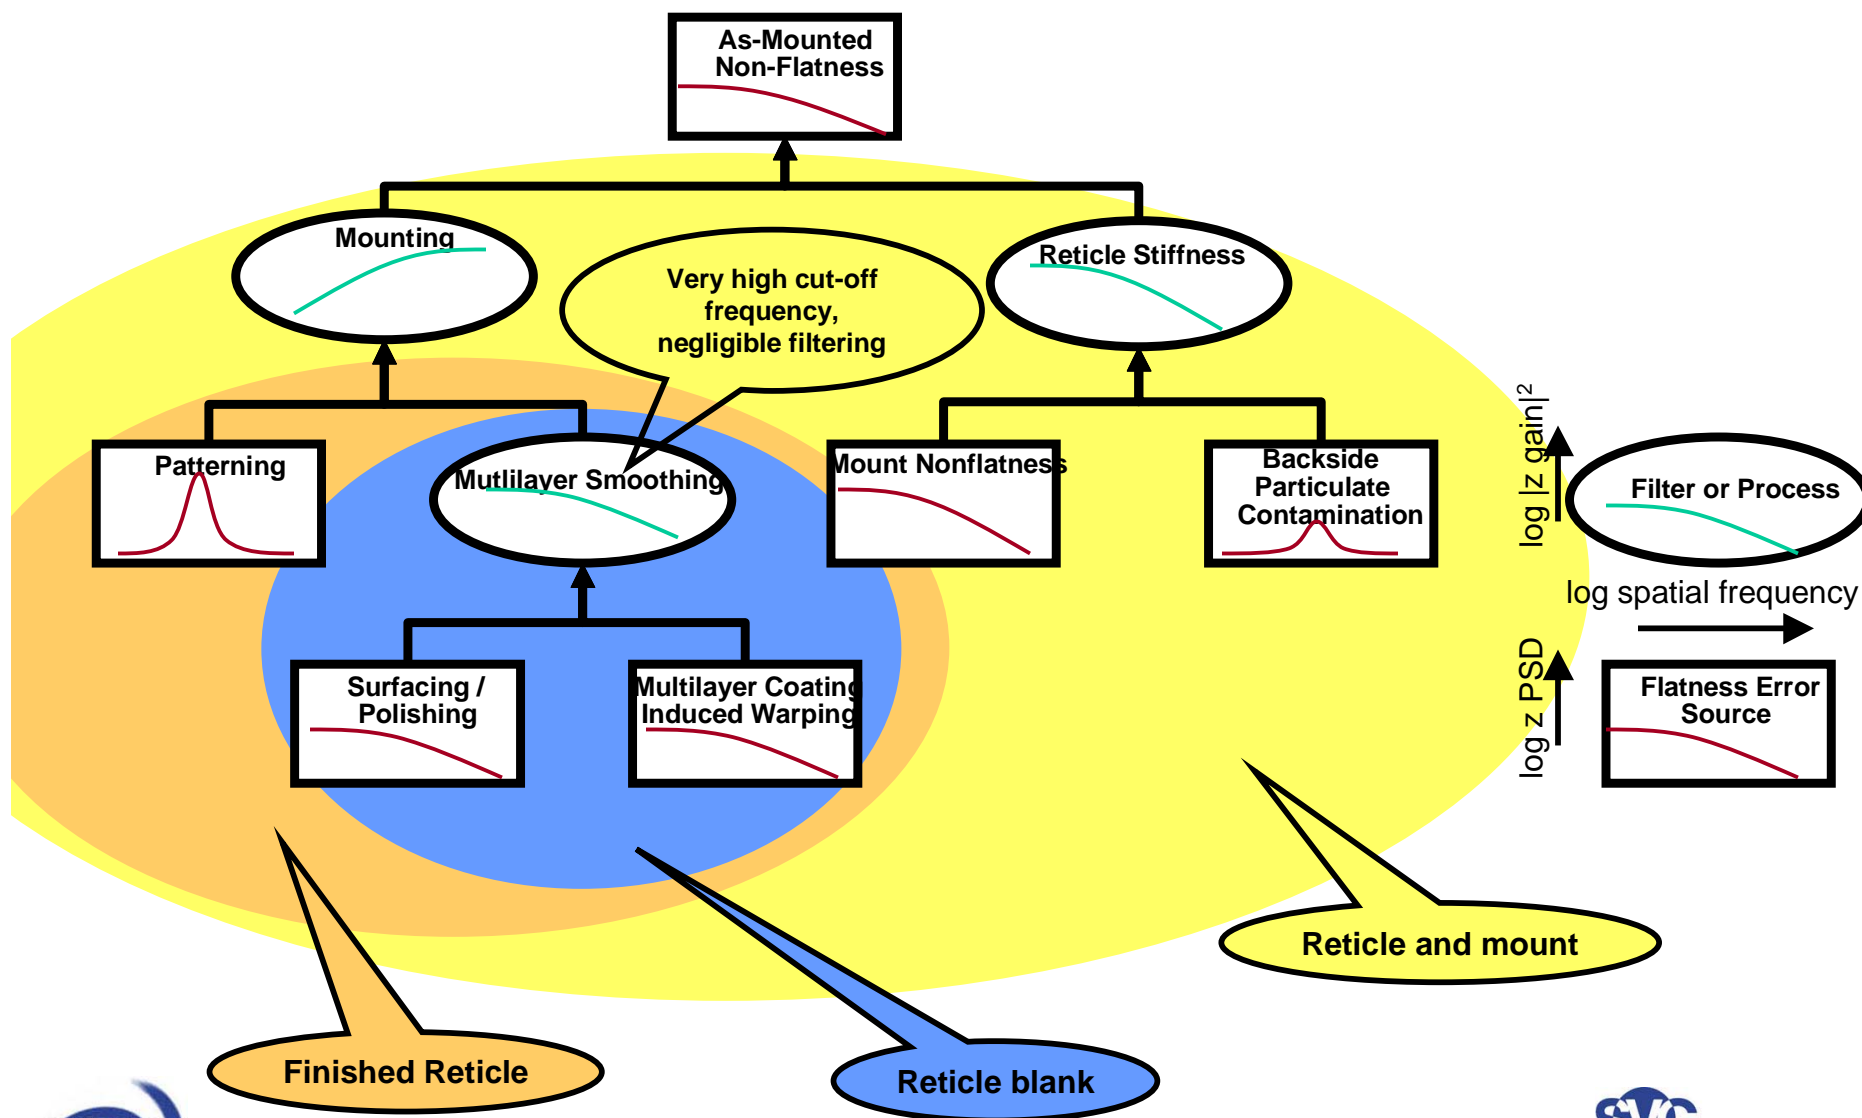 As-Mounted
Non-Flatness
Mounting
Reticle Stiffness
Very high cut-off
frequency,
negligible filtering
Patterning
Mutlilayer Smoothing
Mount Nonflatness
Backside
Particulate
Contamination
log |z gain|²
Filter or Process
log spatial frequency
Surfacing /
Polishing
Multilayer Coating
Induced Warping
log z PSD
Flatness Error
Source
Reticle and mount
Finished Reticle
Reticle blank